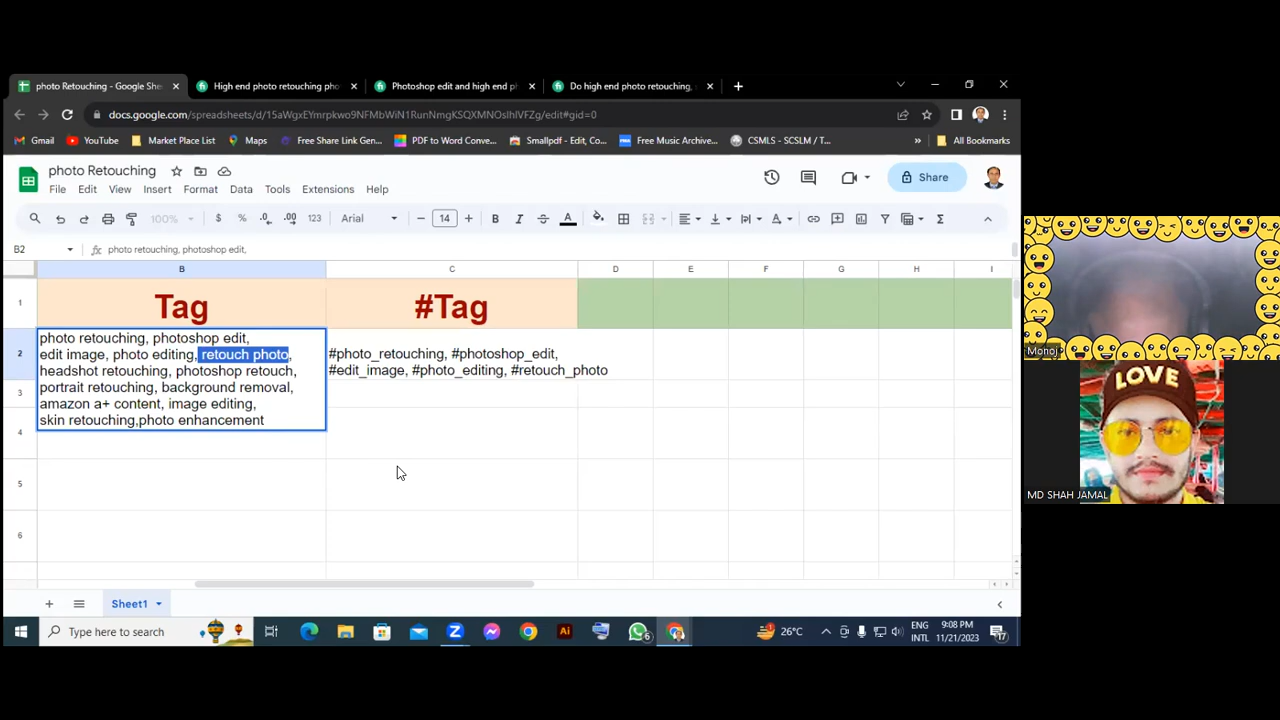 photo Retouching - Google She
High end photo retouching pho
Photoshop edit and high end p
Do high end photo retouching,
docs.google.com/spreadsheets/d/15aWgxEYmrpkwo9NFMbWiN1RunNmgKSQXMNOslhlVFZg/edit#gid=0
Gmail
YouTube
Market Place List
Maps
Free Share Link Gen...
PDF to Word Conve...
Smallpdf - Edit, Co...
Free Music Archive...
CSMLS - SCSLM / T...
»
All Bookmarks
photo Retouching
Share
File Edit View Insert Format Data Tools Extensions Help
100% $ % .0 .00 123 Arial 14 B I A
B2 fx photo retouching, photoshop edit,
B C D E F G H I
1 Tag #Tag
photo retouching, photoshop edit,
edit image, photo editing, retouch photo,
headshot retouching, photoshop retouch,
portrait retouching, background removal,
amazon a+ content, image editing,
skin retouching,photo enhancement
2
#photo_retouching, #photoshop_edit,
#edit_image, #photo_editing, #retouch_photo
3
4
5
6
Sheet1
Type here to search
Ai
6
26°C
ENG
INTL
9:08 PM
11/21/2023
17
Monoj
LOVE
MD SHAH JAMAL